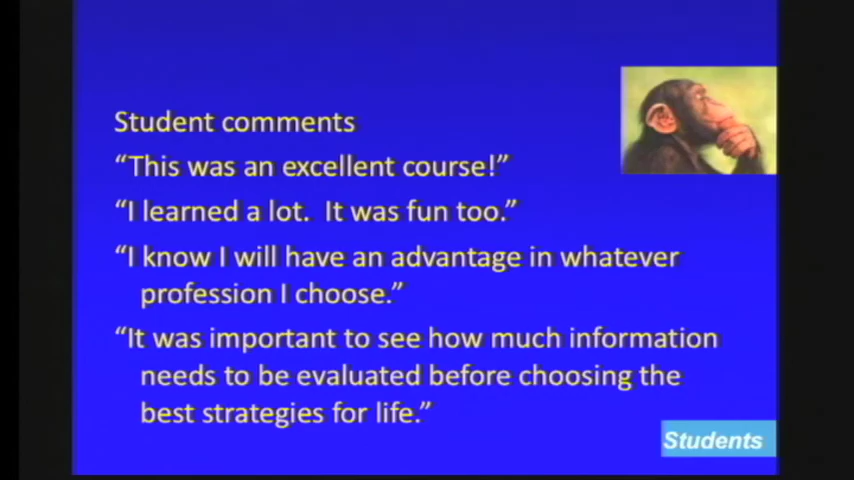 Student comments
“This was an excellent course!”
“I learned a lot.  It was fun too.”
“I know I will have an advantage in whatever
profession I choose.”
“It was important to see how much information
needs to be evaluated before choosing the
best strategies for life.”
Students